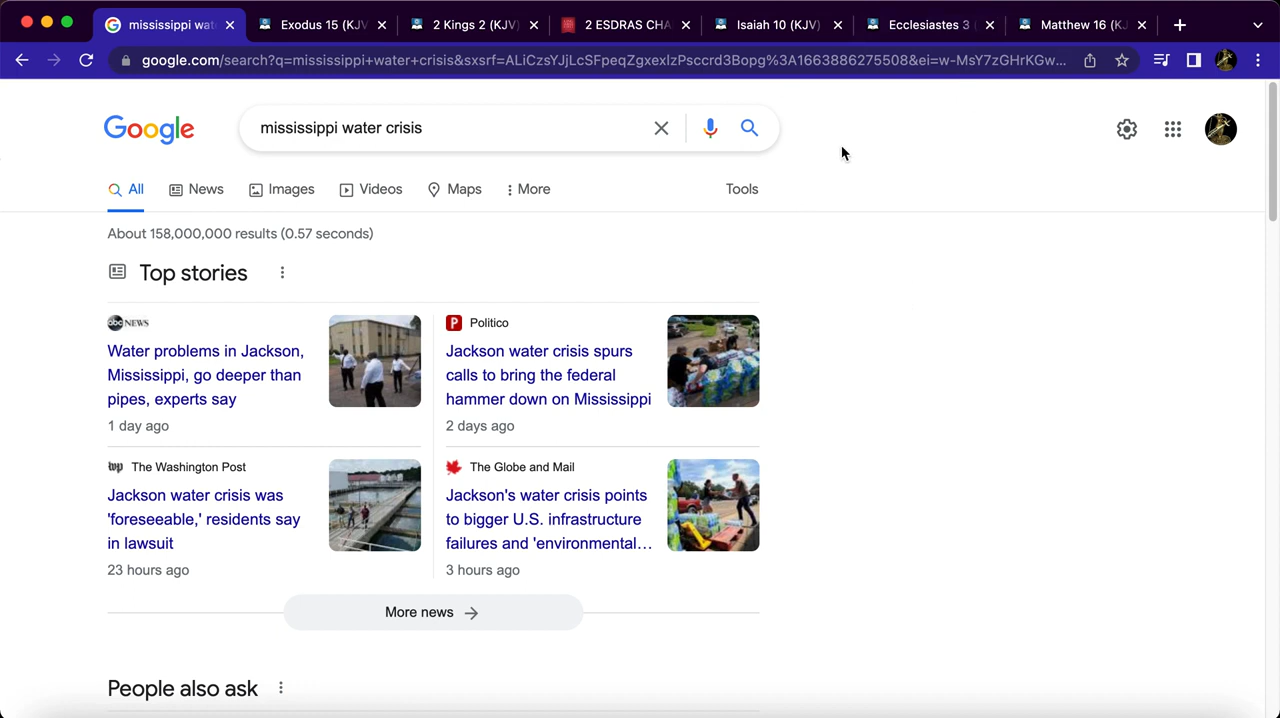 mississippi wat
Exodus 15 (KJV
2 Kings 2 (KJV)
2 ESDRAS CHA
Isaiah 10 (KJV)
Ecclesiastes 3
Matthew 16 (KJ
google.com/search?q=mississippi+water+crisis&sxsrf=ALiCzsYJjLcSFpeqZgxexIzPsccrd3Bopg%3A1663886275508&ei=w-MsY7zGHrKGw...
Google
mississippi water crisis
All
News
Images
Videos
Maps
More
Tools
About 158,000,000 results (0.57 seconds)
Top stories
abc NEWS
Water problems in Jackson,
Mississippi, go deeper than
pipes, experts say
1 day ago
Politico
Jackson water crisis spurs
calls to bring the federal
hammer down on Mississippi
2 days ago
wp The Washington Post
Jackson water crisis was
'foreseeable,' residents say
in lawsuit
23 hours ago
The Globe and Mail
Jackson's water crisis points
to bigger U.S. infrastructure
failures and 'environmental...
3 hours ago
More news
People also ask